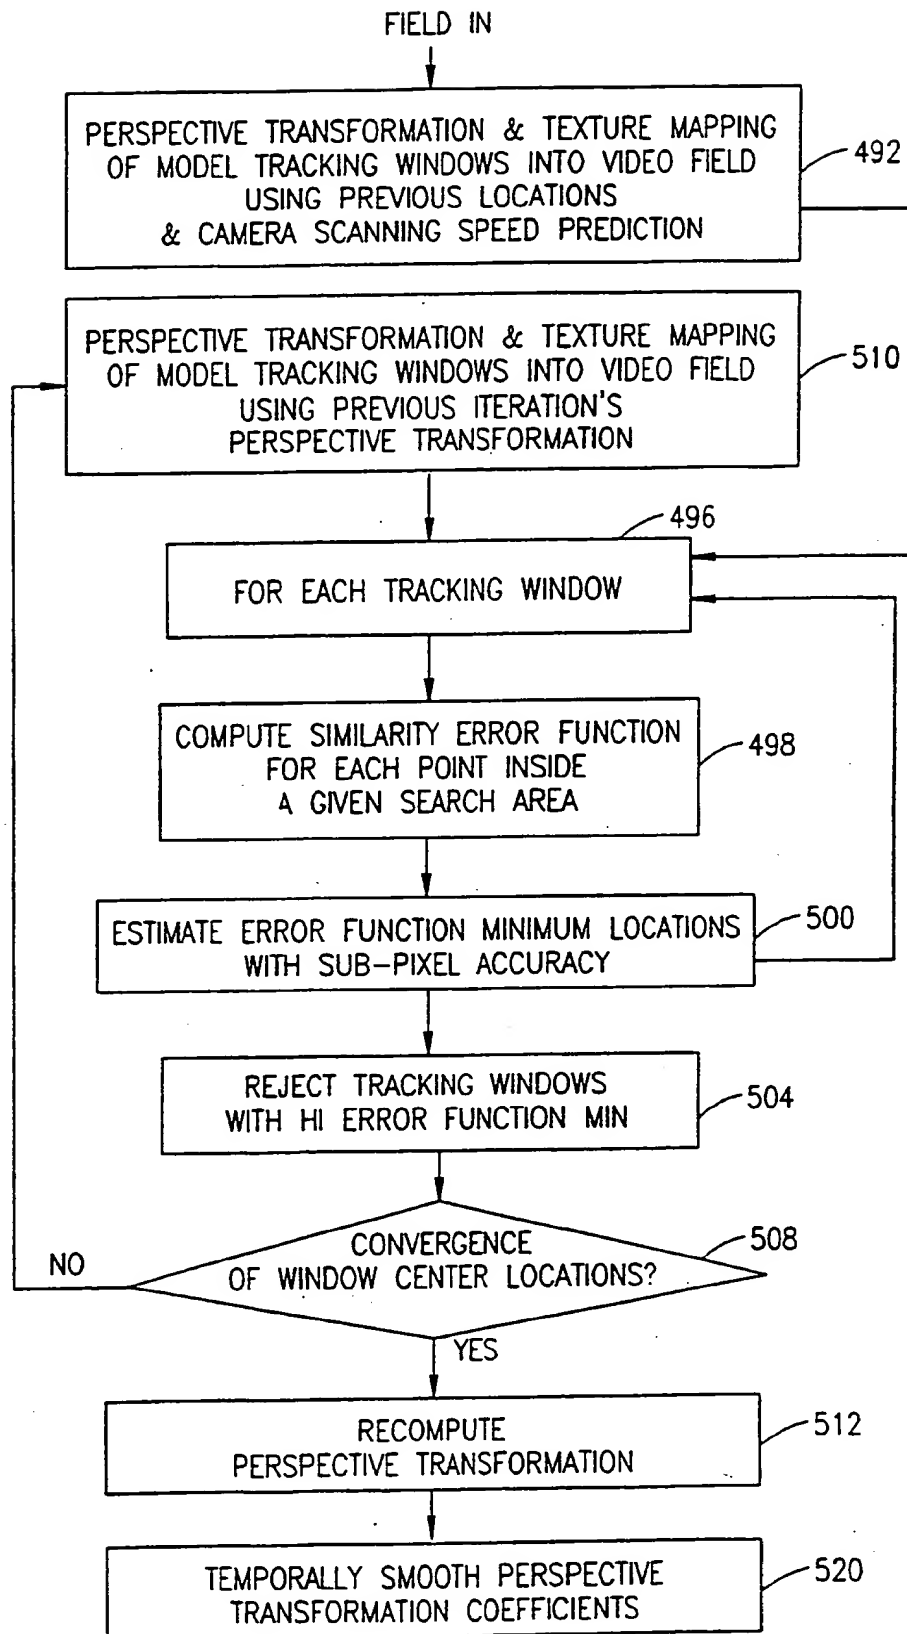 FIELD IN
PERSPECTIVE TRANSFORMATION & TEXTURE MAPPING
OF MODEL TRACKING WINDOWS INTO VIDEO FIELD
USING PREVIOUS LOCATIONS
& CAMERA SCANNING SPEED PREDICTION
492
PERSPECTIVE TRANSFORMATION & TEXTURE MAPPING
OF MODEL TRACKING WINDOWS INTO VIDEO FIELD
USING PREVIOUS ITERATION'S
PERSPECTIVE TRANSFORMATION
510
496
FOR EACH TRACKING WINDOW
COMPUTE SIMILARITY ERROR FUNCTION
FOR EACH POINT INSIDE
A GIVEN SEARCH AREA
498
ESTIMATE ERROR FUNCTION MINIMUM LOCATIONS
WITH SUB-PIXEL ACCURACY
500
REJECT TRACKING WINDOWS
WITH HI ERROR FUNCTION MIN
504
CONVERGENCE
OF WINDOW CENTER LOCATIONS?
508
NO
YES
RECOMPUTE
PERSPECTIVE TRANSFORMATION
512
TEMPORALLY SMOOTH PERSPECTIVE
TRANSFORMATION COEFFICIENTS
520